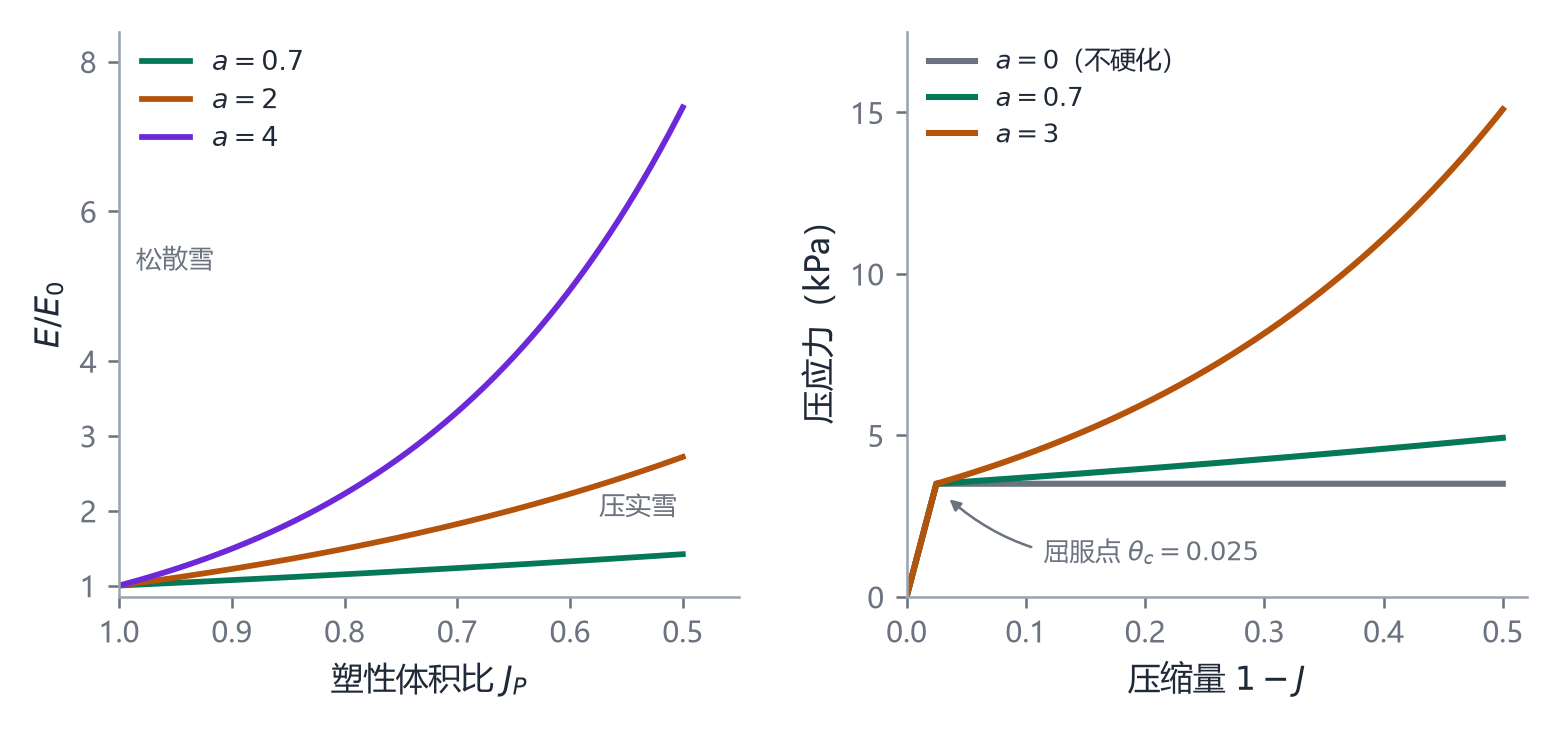 a = 0.7
a = 2
a = 4
8
6
4
3
2
1
E/E₀
松散雪
压实雪
1.0 0.9 0.8 0.7 0.6 0.5
塑性体积比 J_P
a = 0（不硬化）
a = 0.7
a = 3
15
10
5
0
压应力（kPa）
屈服点 θ_c = 0.025
0.0 0.1 0.2 0.3 0.4 0.5
压缩量 1 − J